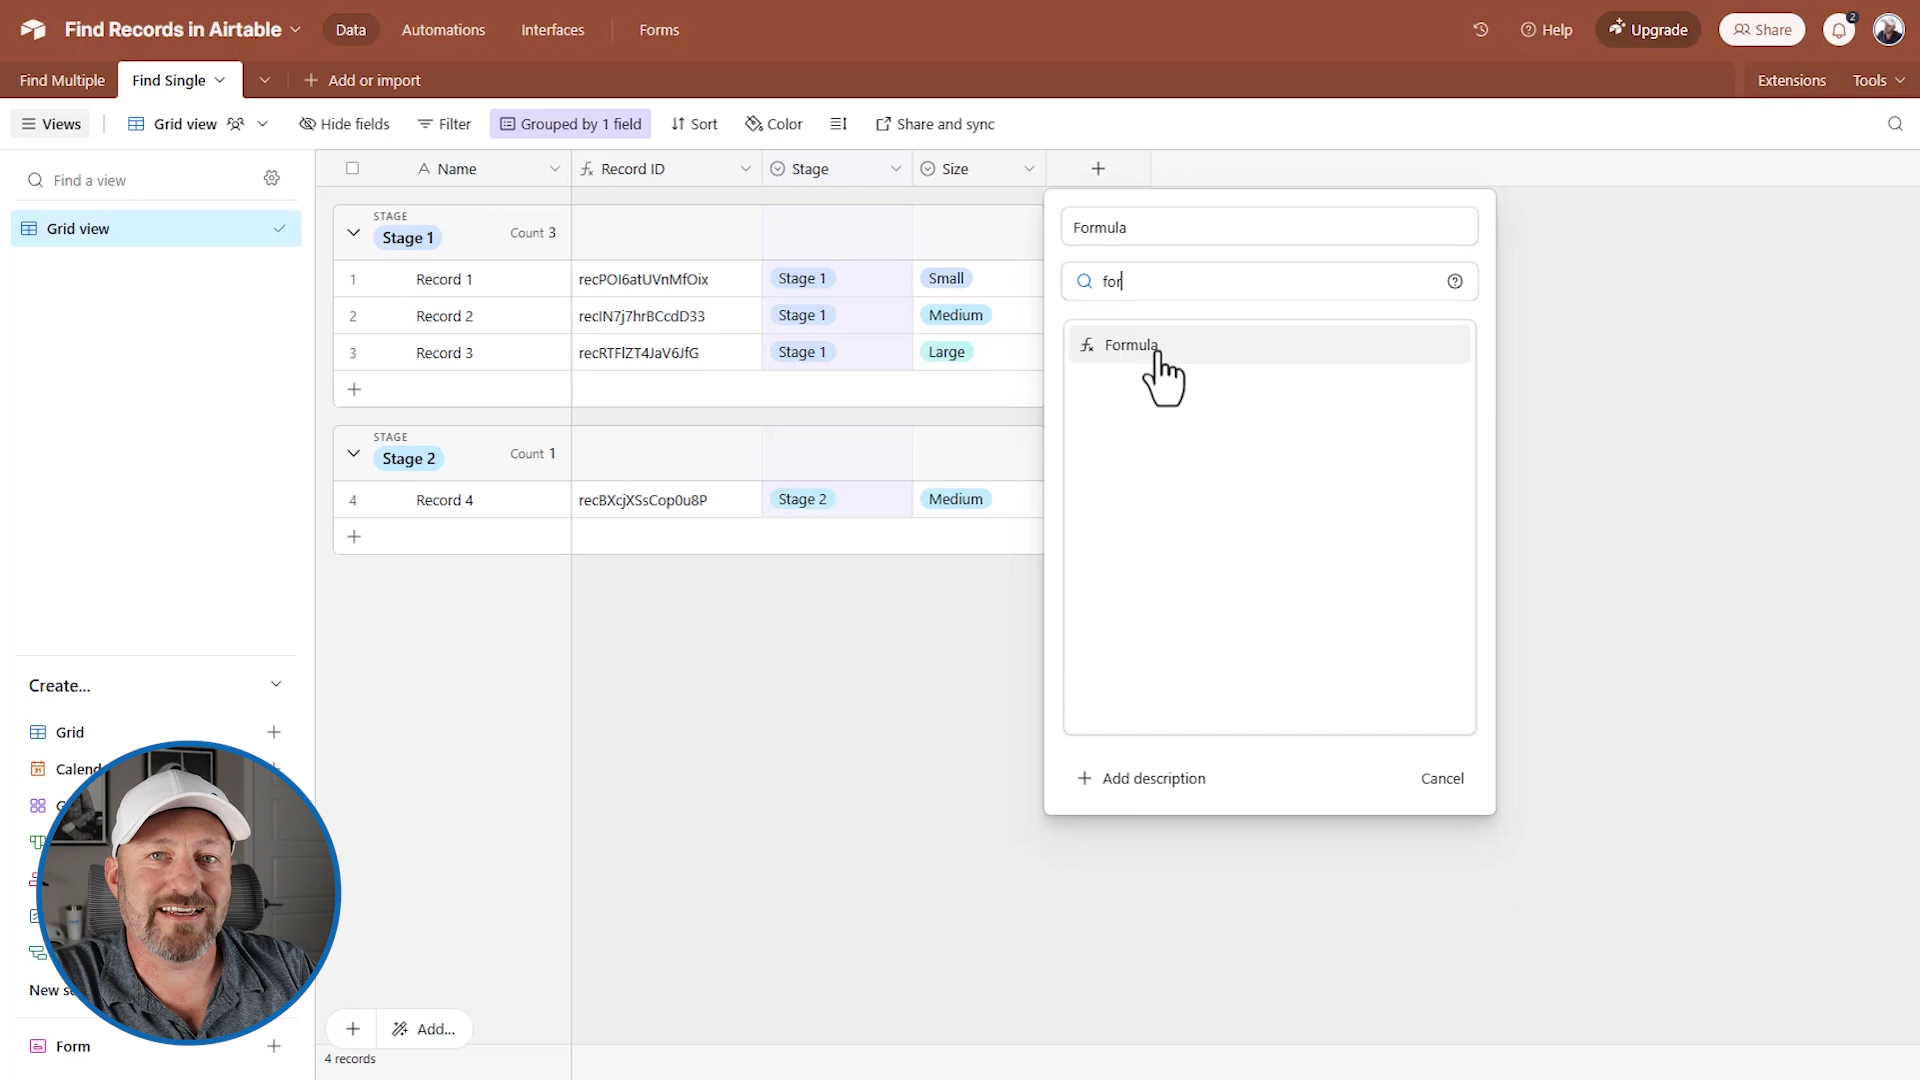 Find Records in Airtable
Data
Automations
Interfaces
Forms
Help
Upgrade
Share
2
Find Multiple
Find Single
Add or import
Extensions
Tools
Views
Grid view
Hide fields
Filter
Grouped by 1 field
Sort
Color
Share and sync
Find a view
Grid view
Name
Record ID
Stage
Size
STAGE
Stage 1
Count 3
1 Record 1 recPOI6atUVnMfOix Stage 1 Small
2 Record 2 recIN7j7hrBCcdD33 Stage 1 Medium
3 Record 3 recRTFlZT4JaV6JfG Stage 1 Large
STAGE
Stage 2
Count 1
4 Record 4 recBXcjXSsCop0u8P Stage 2 Medium
Formula
for
Formula
Add description
Cancel
Create...
Grid
Calend
New s
Form
Add...
4 records